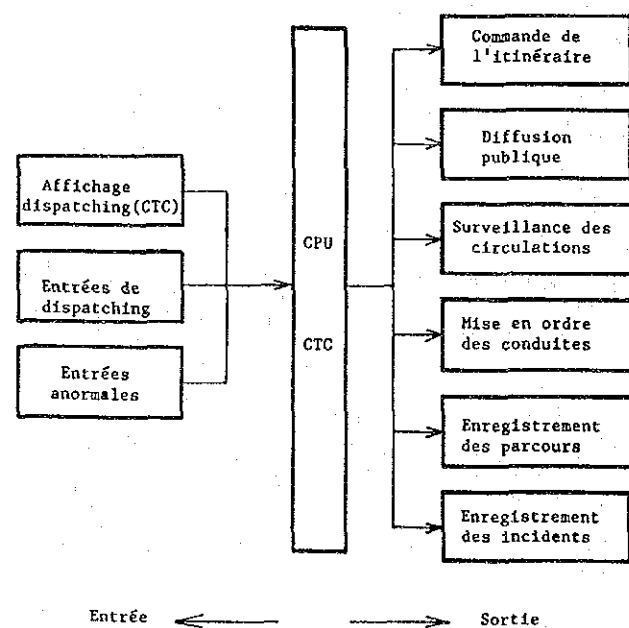 Affichage
dispatching(CTC)
Entrées de
dispatching
Entrées
anormales
CPU
CTC
Commande de
l'itinéraire
Diffusion
publique
Surveillance des
circulations
Mise en ordre
des conduites
Enregistrement
des parcours
Enregistrement
des incidents
Entrée
Sortie